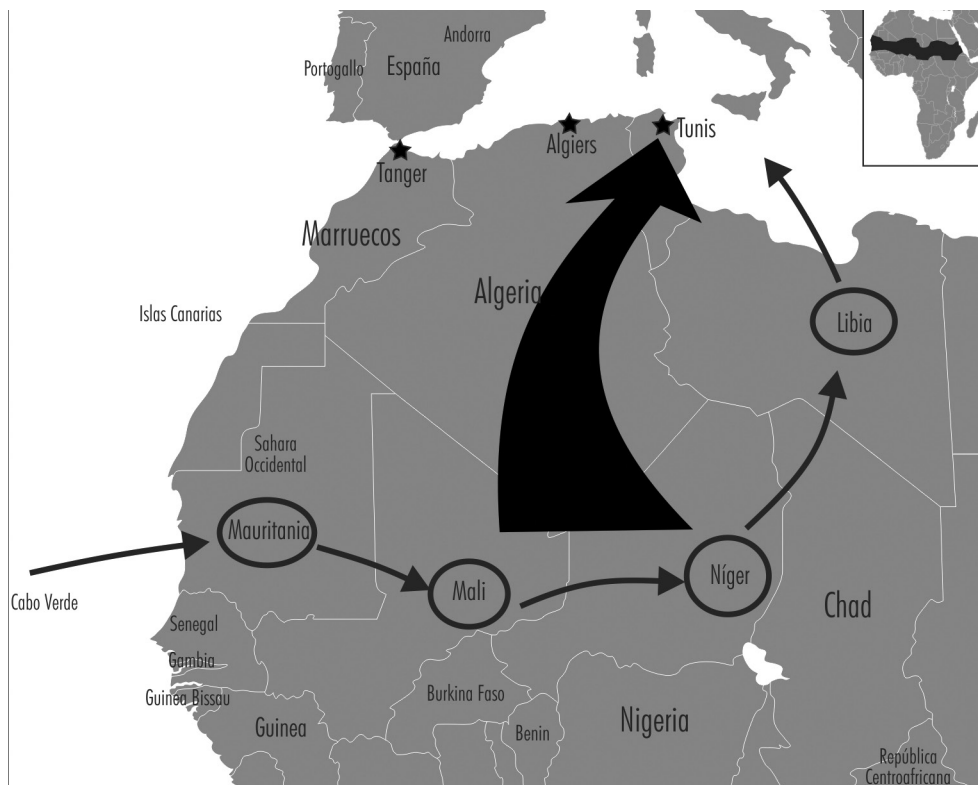 Andorra
Portogallo
España
Tunis
Algiers
Tanger
Marruecos
Algeria
Islas Canarias
Libia
Sahara
Occidental
Mauritania
Níger
Mali
Cabo Verde
Chad
Senegal
Gambia
Guinea Bissau
Burkina Faso
Guinea
Nigeria
Benin
República
Centroafricana